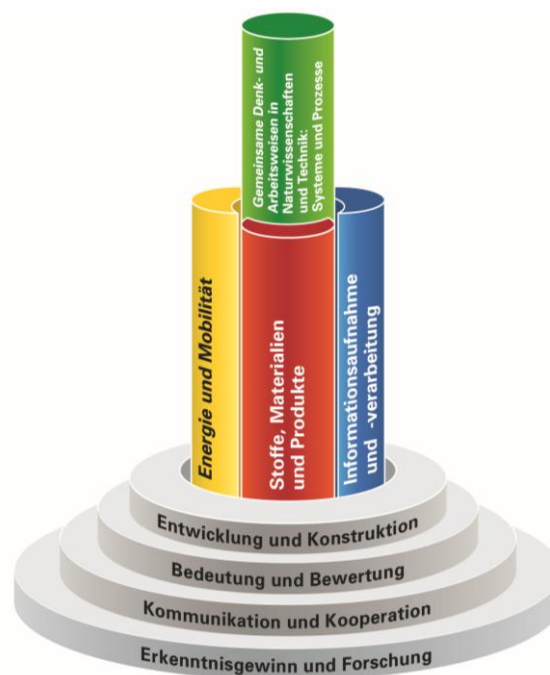 Gemeinsame Denk- und
Arbeitsweisen in
Naturwissenschaften
und Technik:
Systeme und Prozesse
Energie und Mobilität
Stoffe, Materialien
und Produkte
Informationsaufnahme
und -verarbeitung
Entwicklung und Konstruktion
Bedeutung und Bewertung
Kommunikation und Kooperation
Erkenntnisgewinn und Forschung